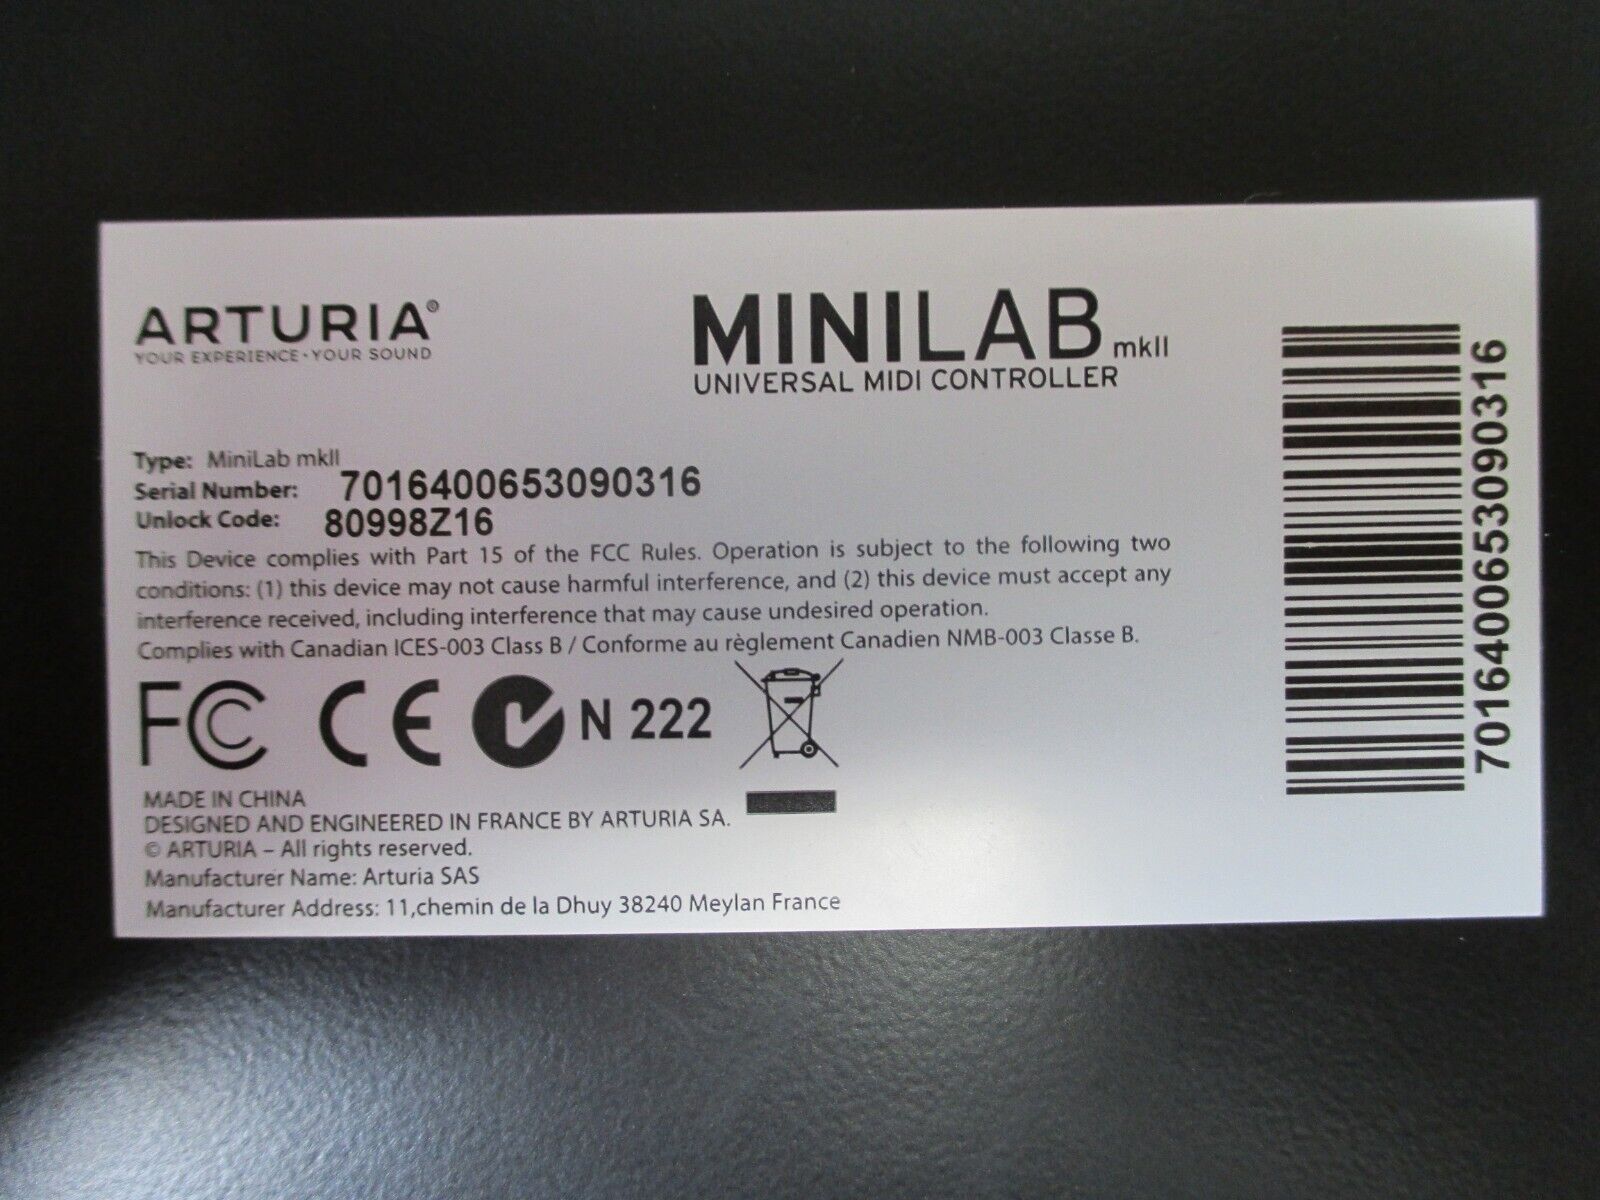 ARTURIA®
YOUR EXPERIENCE • YOUR SOUND
MINILAB mkII
UNIVERSAL MIDI CONTROLLER
Type: MiniLab mkII
Serial Number: 7016400653090316
Unlock Code: 80998Z16
This Device complies with Part 15 of the FCC Rules. Operation is subject to the following two
conditions: (1) this device may not cause harmful interference, and (2) this device must accept any
interference received, including interference that may cause undesired operation.
Complies with Canadian ICES-003 Class B / Conforme au règlement Canadien NMB-003 Classe B.
FC CE N 222
MADE IN CHINA
DESIGNED AND ENGINEERED IN FRANCE BY ARTURIA SA.
© ARTURIA – All rights reserved.
Manufacturer Name: Arturia SAS
Manufacturer Address: 11,chemin de la Dhuy 38240 Meylan France
7016400653090316